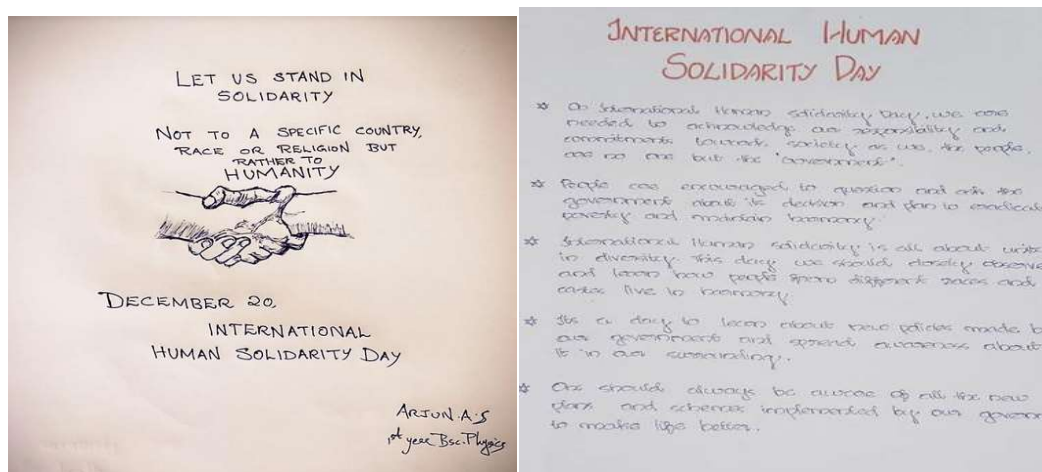 LET US STAND IN
SOLIDARITY
NOT TO A SPECIFIC COUNTRY,
RACE OR RELIGION BUT
RATHER TO
HUMANITY
DECEMBER 20,
INTERNATIONAL
HUMAN SOLIDARITY DAY
ARJUN.A.S
1st year Bsc.Physics
INTERNATIONAL HUMAN
SOLIDARITY DAY
On International Human solidarity Day, we are
needed to acknowledge our responsibility and
commitments towards society as we, the people,
are no one but the "Government".
People are encouraged to question and ask the
government about its decision and plan to eradicate
poverty and maintain harmony.
International Human solidarity is all about
in diversity. This day we should closely observe
and learn how people from different races and
castes live in harmony.
Its a day to learn about new policies made
our government and spread awareness about
it in our surrounding.
One should always be aware of all the new
plans and schemes implemented by our
to make life better.